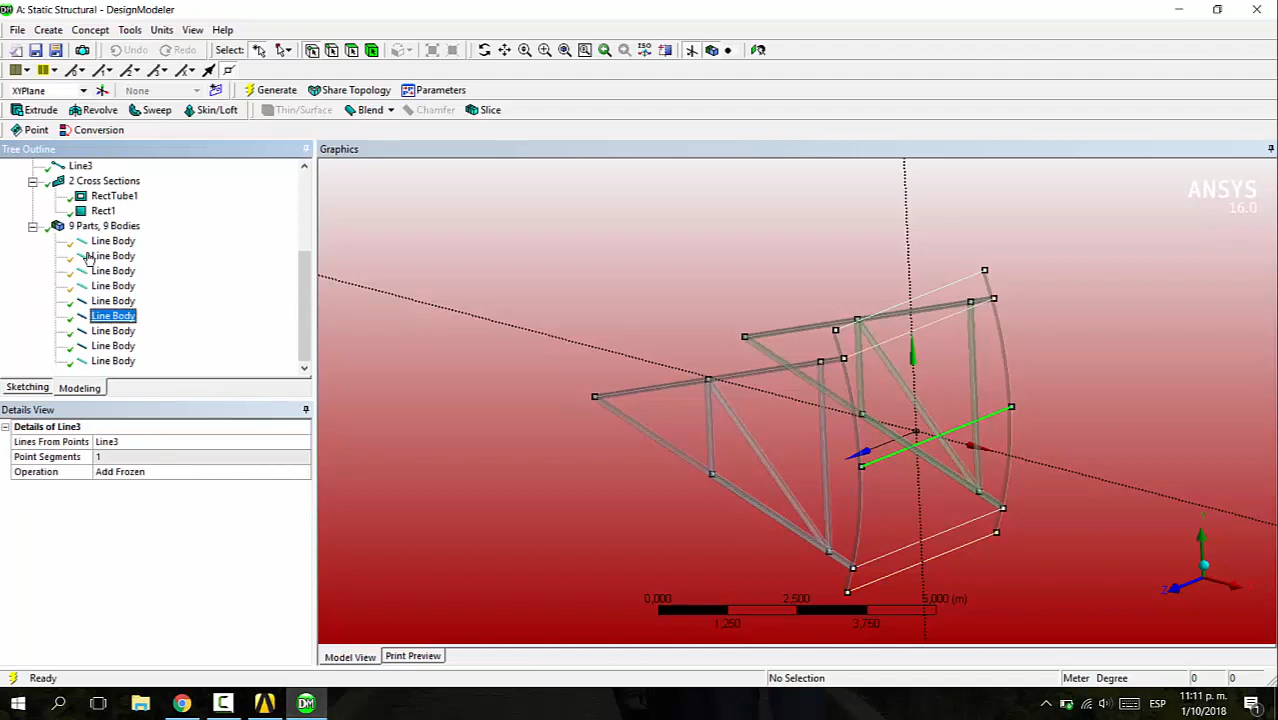 A: Static Structural - DesignModeler
File Create Concept Tools Units View Help
Undo Redo Select:
XYPlane None Generate Share Topology Parameters
Extrude Revolve Sweep Skin/Loft Thin/Surface Blend Chamfer Slice
Point Conversion
Tree Outline
Graphics
Line3
2 Cross Sections
RectTube1
Rect1
9 Parts, 9 Bodies
Line Body
Line Body
Line Body
Line Body
Line Body
Line Body
Line Body
Line Body
Line Body
Sketching Modeling
Details View
Details of Line3
Lines From Points Line3
Point Segments 1
Operation Add Frozen
ANSYS
16.0
0,000 2,500 5,000 (m)
1,250 3,750
Model View Print Preview
Ready No Selection Meter Degree 0 0
ESP
11:11 p. m.
1/10/2018